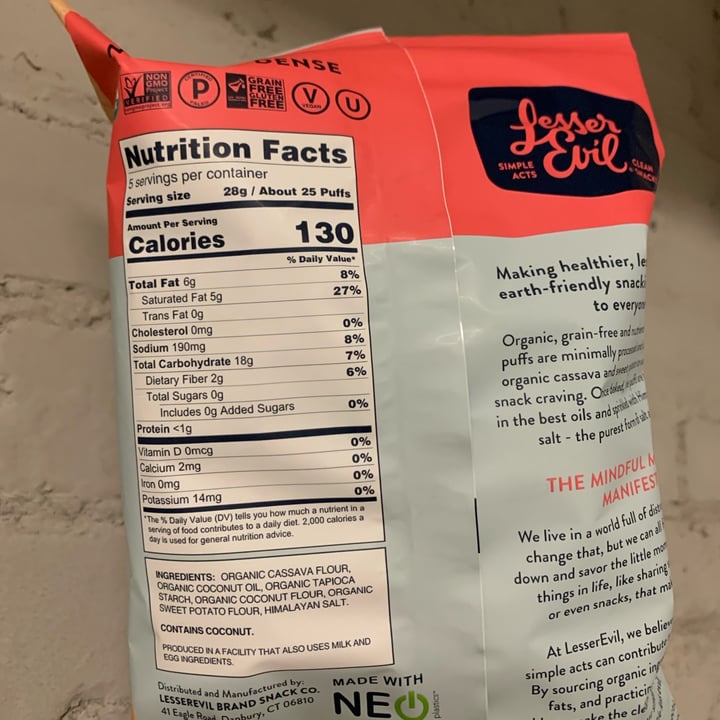 DENSE
NON
GMO
Project
VERIFIED
nongmoproject.org
CERTIFIED
P
PALEO
GRAIN
FREE
GLUTEN
FREE
V
VEGAN
U
Nutrition Facts
5 servings per container
Serving size 28g / About 25 Puffs
Amount Per Serving
Calories 130
% Daily Value*
Total Fat 6g 8%
Saturated Fat 5g 27%
Trans Fat 0g
Cholesterol 0mg 0%
Sodium 190mg 8%
Total Carbohydrate 18g 7%
Dietary Fiber 2g 6%
Total Sugars 0g
Includes 0g Added Sugars 0%
Protein <1g
Vitamin D 0mcg 0%
Calcium 2mg 0%
Iron 0mg 0%
Potassium 14mg 0%
*The % Daily Value (DV) tells you how much a nutrient in a
serving of food contributes to a daily diet. 2,000 calories a
day is used for general nutrition advice.
INGREDIENTS: ORGANIC CASSAVA FLOUR,
ORGANIC COCONUT OIL, ORGANIC TAPIOCA
STARCH, ORGANIC COCONUT FLOUR, ORGANIC
SWEET POTATO FLOUR, HIMALAYAN SALT.
CONTAINS COCONUT.
PRODUCED IN A FACILITY THAT ALSO USES MILK AND
EGG INGREDIENTS.
Distributed and Manufactured by:
LESSEREVIL BRAND SNACK CO.
41 Eagle Road, Danbury, CT 06810
MADE WITH
NEO
plastics
Lesser
Evil
SIMPLE
ACTS
CLEAN
Making healthier,
earth-friendly
to
Organic, grain-free and
puffs are minimally
organic cassava and sweet
snack craving. Once
in the best oils and
salt - the purest form
THE MINDFUL
We live in a world full of
change that, but we can all
down and savor the little
things in life, like sharing
or even snacks, that
At LesserEvil, we
simple acts can contribute
By sourcing organic
fats, and
the